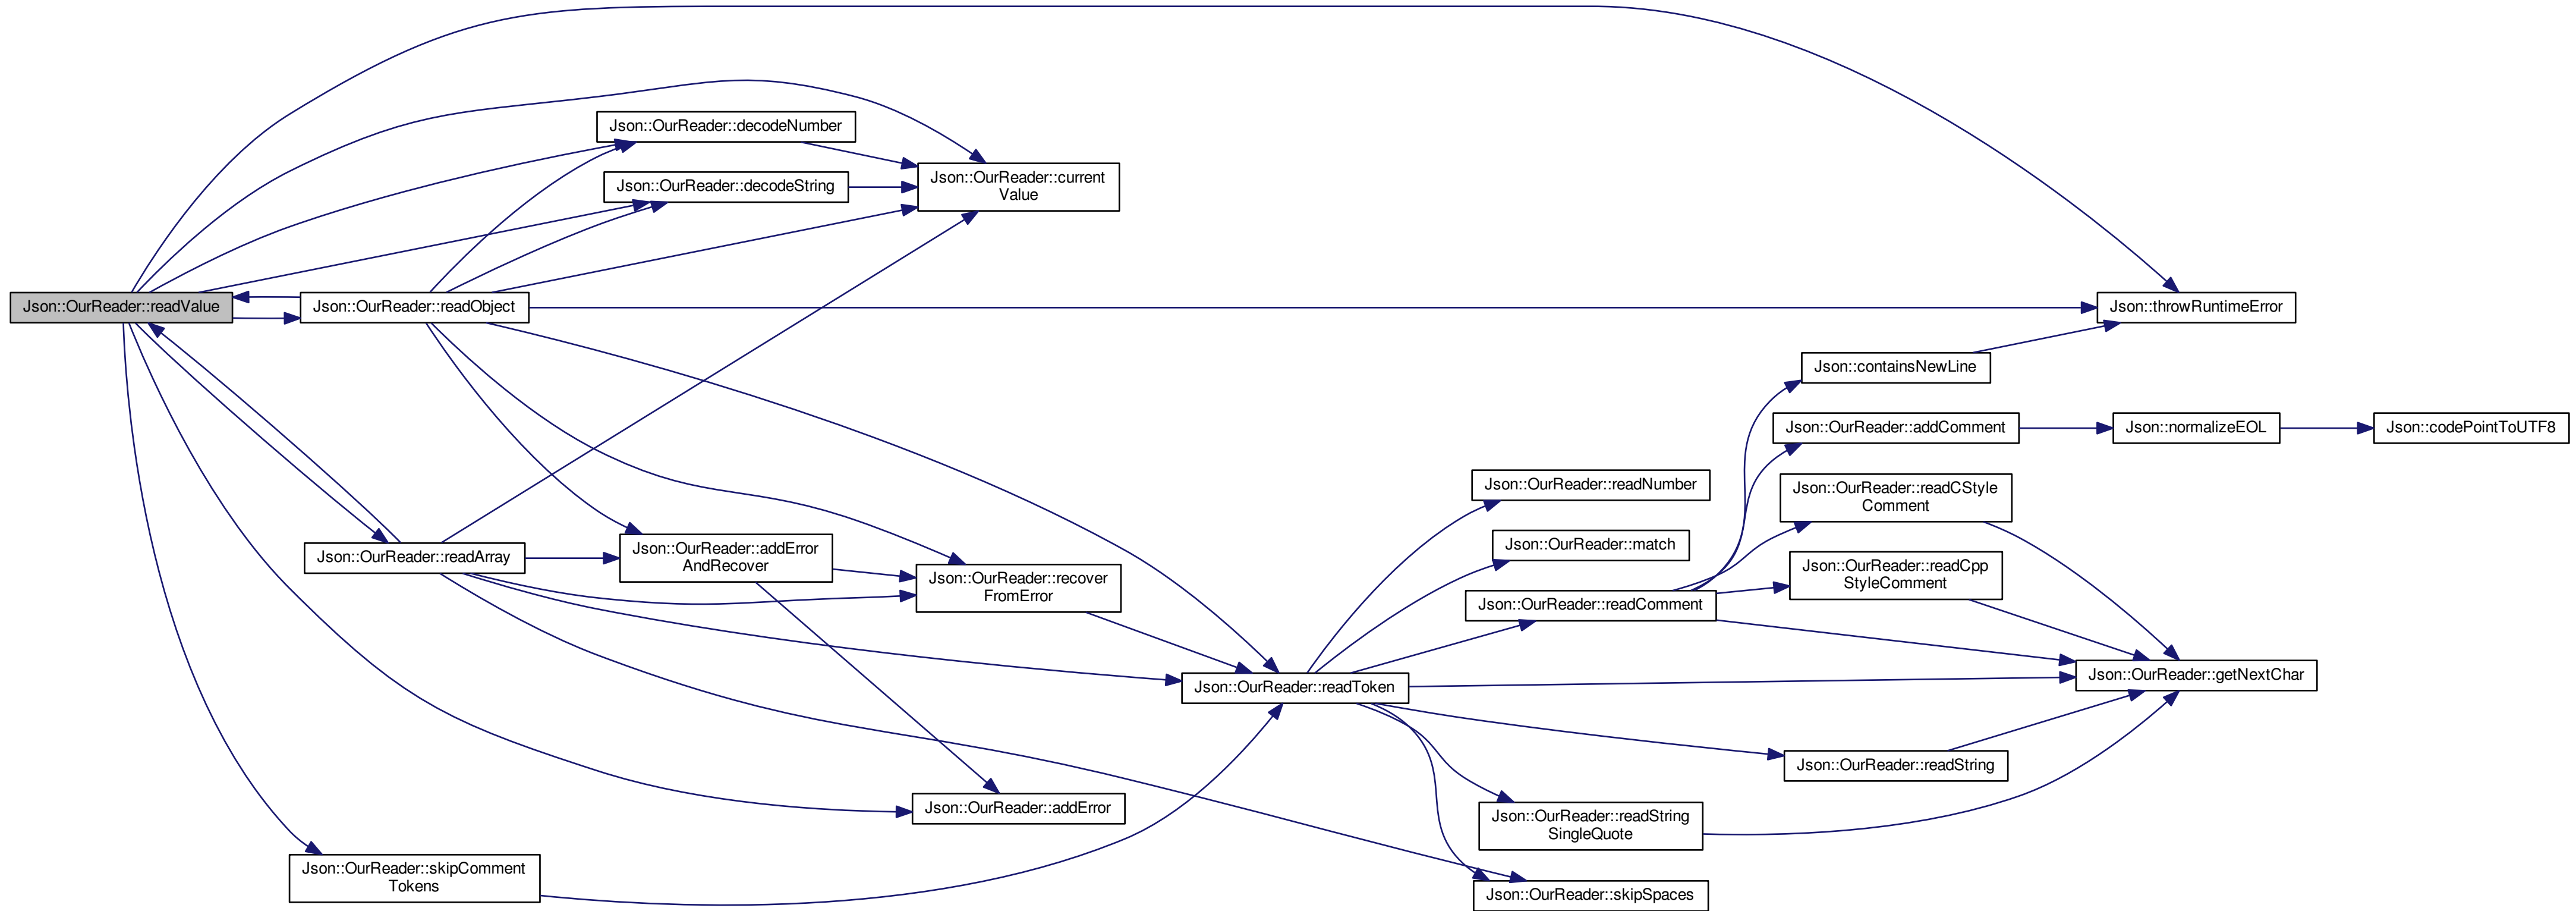 Json::OurReader::decodeNumber
Json::OurReader::decodeString
Json::OurReader::current
Value
Json::OurReader::readValue
Json::OurReader::readObject
Json::throwRuntimeError
Json::containsNewLine
Json::OurReader::addComment
Json::normalizeEOL
Json::codePointToUTF8
Json::OurReader::readNumber
Json::OurReader::readCStyle
Comment
Json::OurReader::match
Json::OurReader::readArray
Json::OurReader::addError
AndRecover
Json::OurReader::recover
FromError
Json::OurReader::readCpp
StyleComment
Json::OurReader::readComment
Json::OurReader::readToken
Json::OurReader::getNextChar
Json::OurReader::readString
Json::OurReader::addError
Json::OurReader::readString
SingleQuote
Json::OurReader::skipComment
Tokens
Json::OurReader::skipSpaces